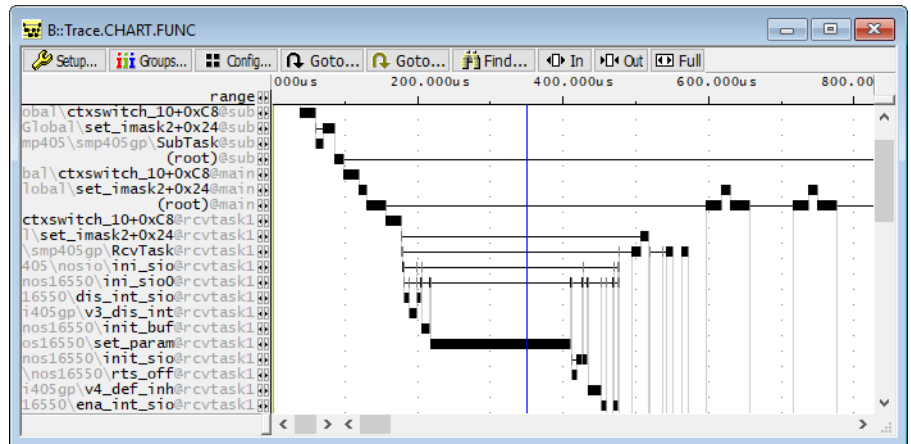 B::Trace.CHART.FUNC
Setup... Groups... Config... Goto... Goto... Find... In Out Full
000us 200.000us 400.000us 600.000us 800.00
range
obal\ctxswitch_10+0xC8@sub
Global\set_imask2+0x24@sub
mp405\smp405gp\SubTask@sub
(root)@sub
bal\ctxswitch_10+0xC8@main
lobal\set_imask2+0x24@main
(root)@main
ctxswitch_10+0xC8@rcvtask1
l\set_imask2+0x24@rcvtask1
\smp405gp\RcvTask@rcvtask1
405\nosio\ini_sio@rcvtask1
nos16550\ini_sio0@rcvtask1
16550\dis_int_sio@rcvtask1
i405gp\v3_dis_int@rcvtask1
nos16550\init_buf@rcvtask1
os16550\set_param@rcvtask1
nos16550\init_sio@rcvtask1
\nos16550\rts_off@rcvtask1
i405gp\v4_def_inh@rcvtask1
16550\ena_int_sio@rcvtask1